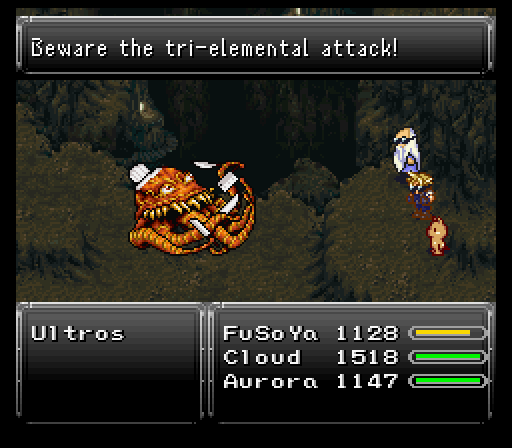 Beware the tri-elemental attack!
Ultros
FuSoYa 1128
Cloud 1518
Aurora 1147